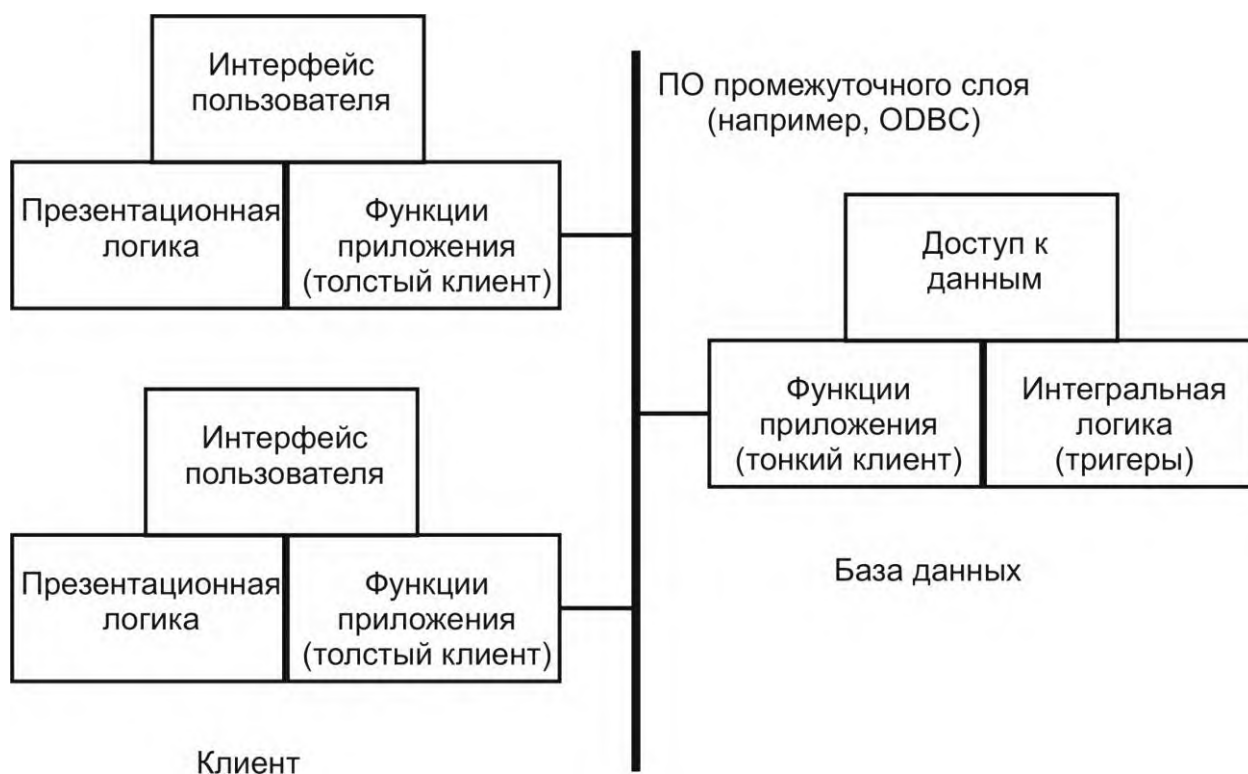 Интерфейс
пользователя
Презентационная
логика
Функции
приложения
(толстый клиент)
Интерфейс
пользователя
Презентационная
логика
Функции
приложения
(толстый клиент)
Клиент
ПО промежуточного слоя
(например, ODBC)
Доступ к
данным
Функции
приложения
(тонкий клиент)
Интегральная
логика
(тригеры)
База данных